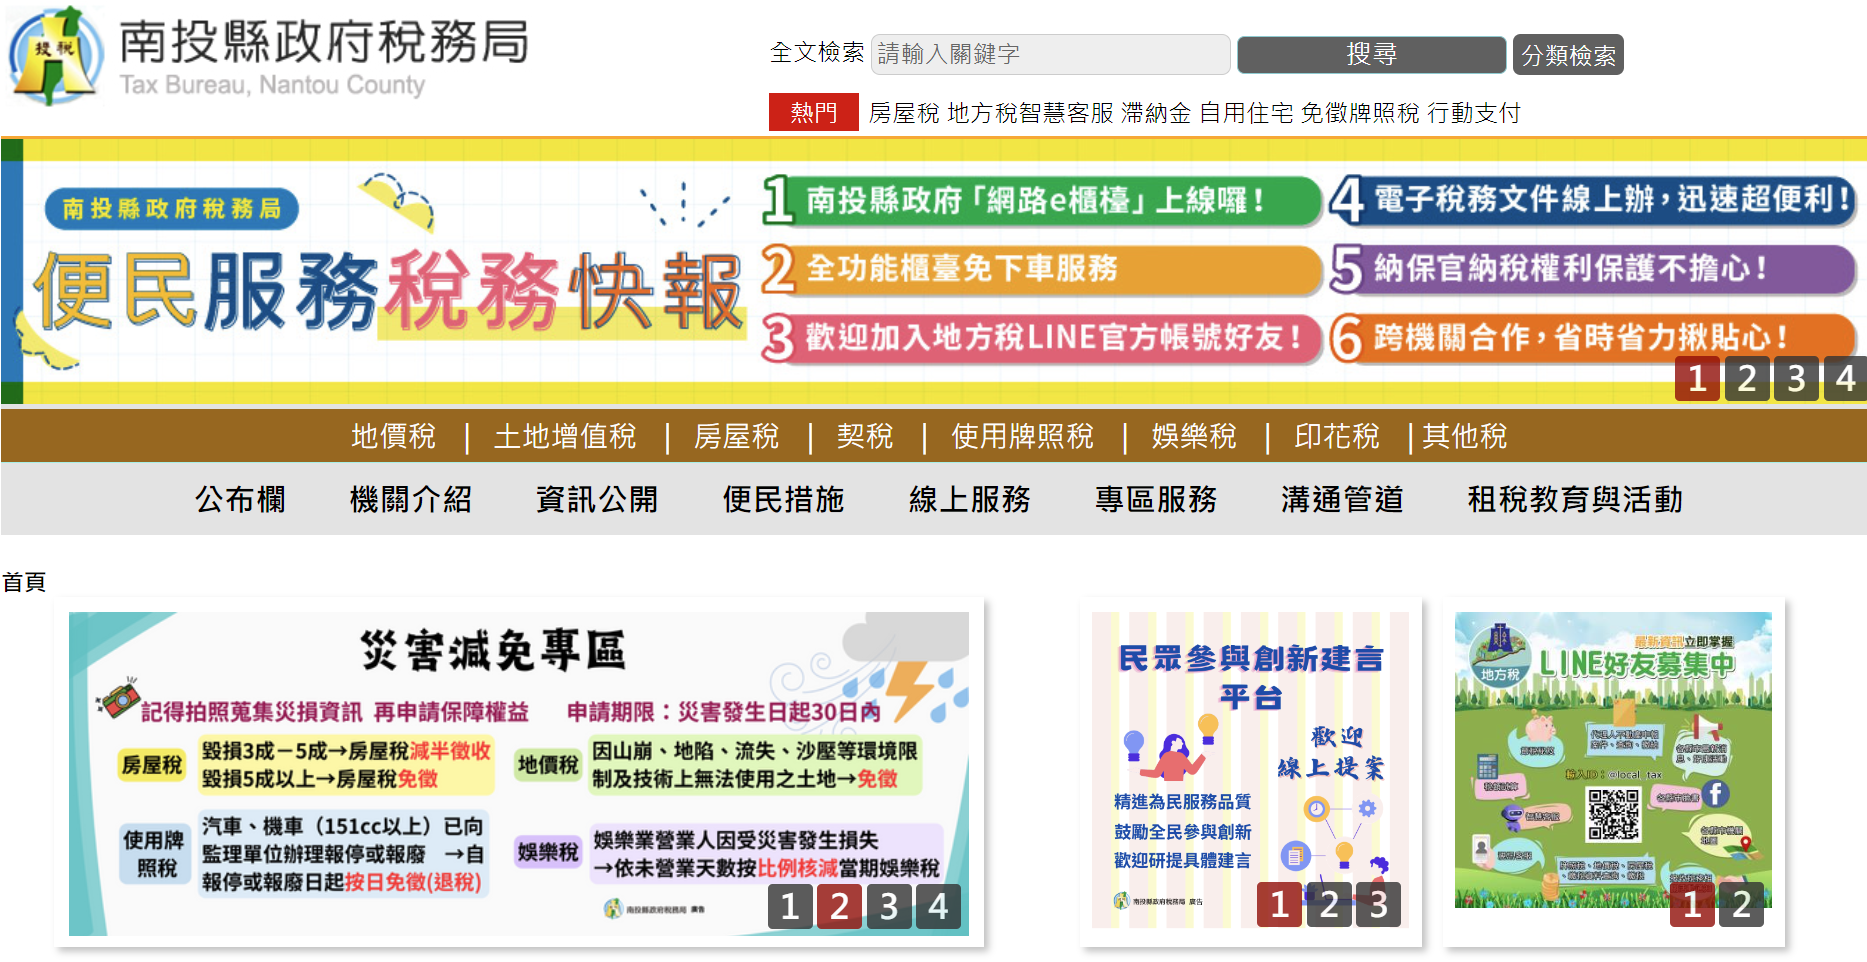 投稅
南投縣政府稅務局
Tax Bureau, Nantou County
全文檢索 請輸入關鍵字 搜尋 分類檢索
熱門 房屋稅 地方稅智慧客服 滯納金 自用住宅 免徵牌照稅 行動支付
南投縣政府稅務局
便民服務稅務快報
1 南投縣政府「網路e櫃檯」上線囉！
2 全功能櫃臺免下車服務
3 歡迎加入地方稅LINE官方帳號好友！
4 電子稅務文件線上辦，迅速超便利！
5 納保官納稅權利保護不擔心！
6 跨機關合作，省時省力揪貼心！
1 2 3 4
地價稅 | 土地增值稅 | 房屋稅 | 契稅 | 使用牌照稅 | 娛樂稅 | 印花稅 | 其他稅
公布欄 機關介紹 資訊公開 便民措施 線上服務 專區服務 溝通管道 租稅教育與活動
首頁
災害減免專區
記得拍照蒐集災損資訊 再申請保障權益 申請期限：災害發生日起30日內
房屋稅
毀損3成－5成→房屋稅減半徵收
毀損5成以上→房屋稅免徵
地價稅
因山崩、地陷、流失、沙壓等環境限
制及技術上無法使用之土地→免徵
使用牌
照稅
汽車、機車（151cc以上）已向
監理單位辦理報停或報廢 →自
報停或報廢日起按日免徵(退稅)
娛樂稅
娛樂業營業人因受災害發生損失
→依未營業天數按比例核減當期娛樂稅
南投縣政府稅務局 廣告
1 2 3 4
民眾參與創新建言
平台
歡迎
線上提案
精進為民服務品質
鼓勵全民參與創新
歡迎研提具體建言
南投縣政府稅務局 廣告
1 2 3
地方稅
最新資訊立即掌握
LINE好友募集中
輸入ID：@local_tax
智慧客服
1 2